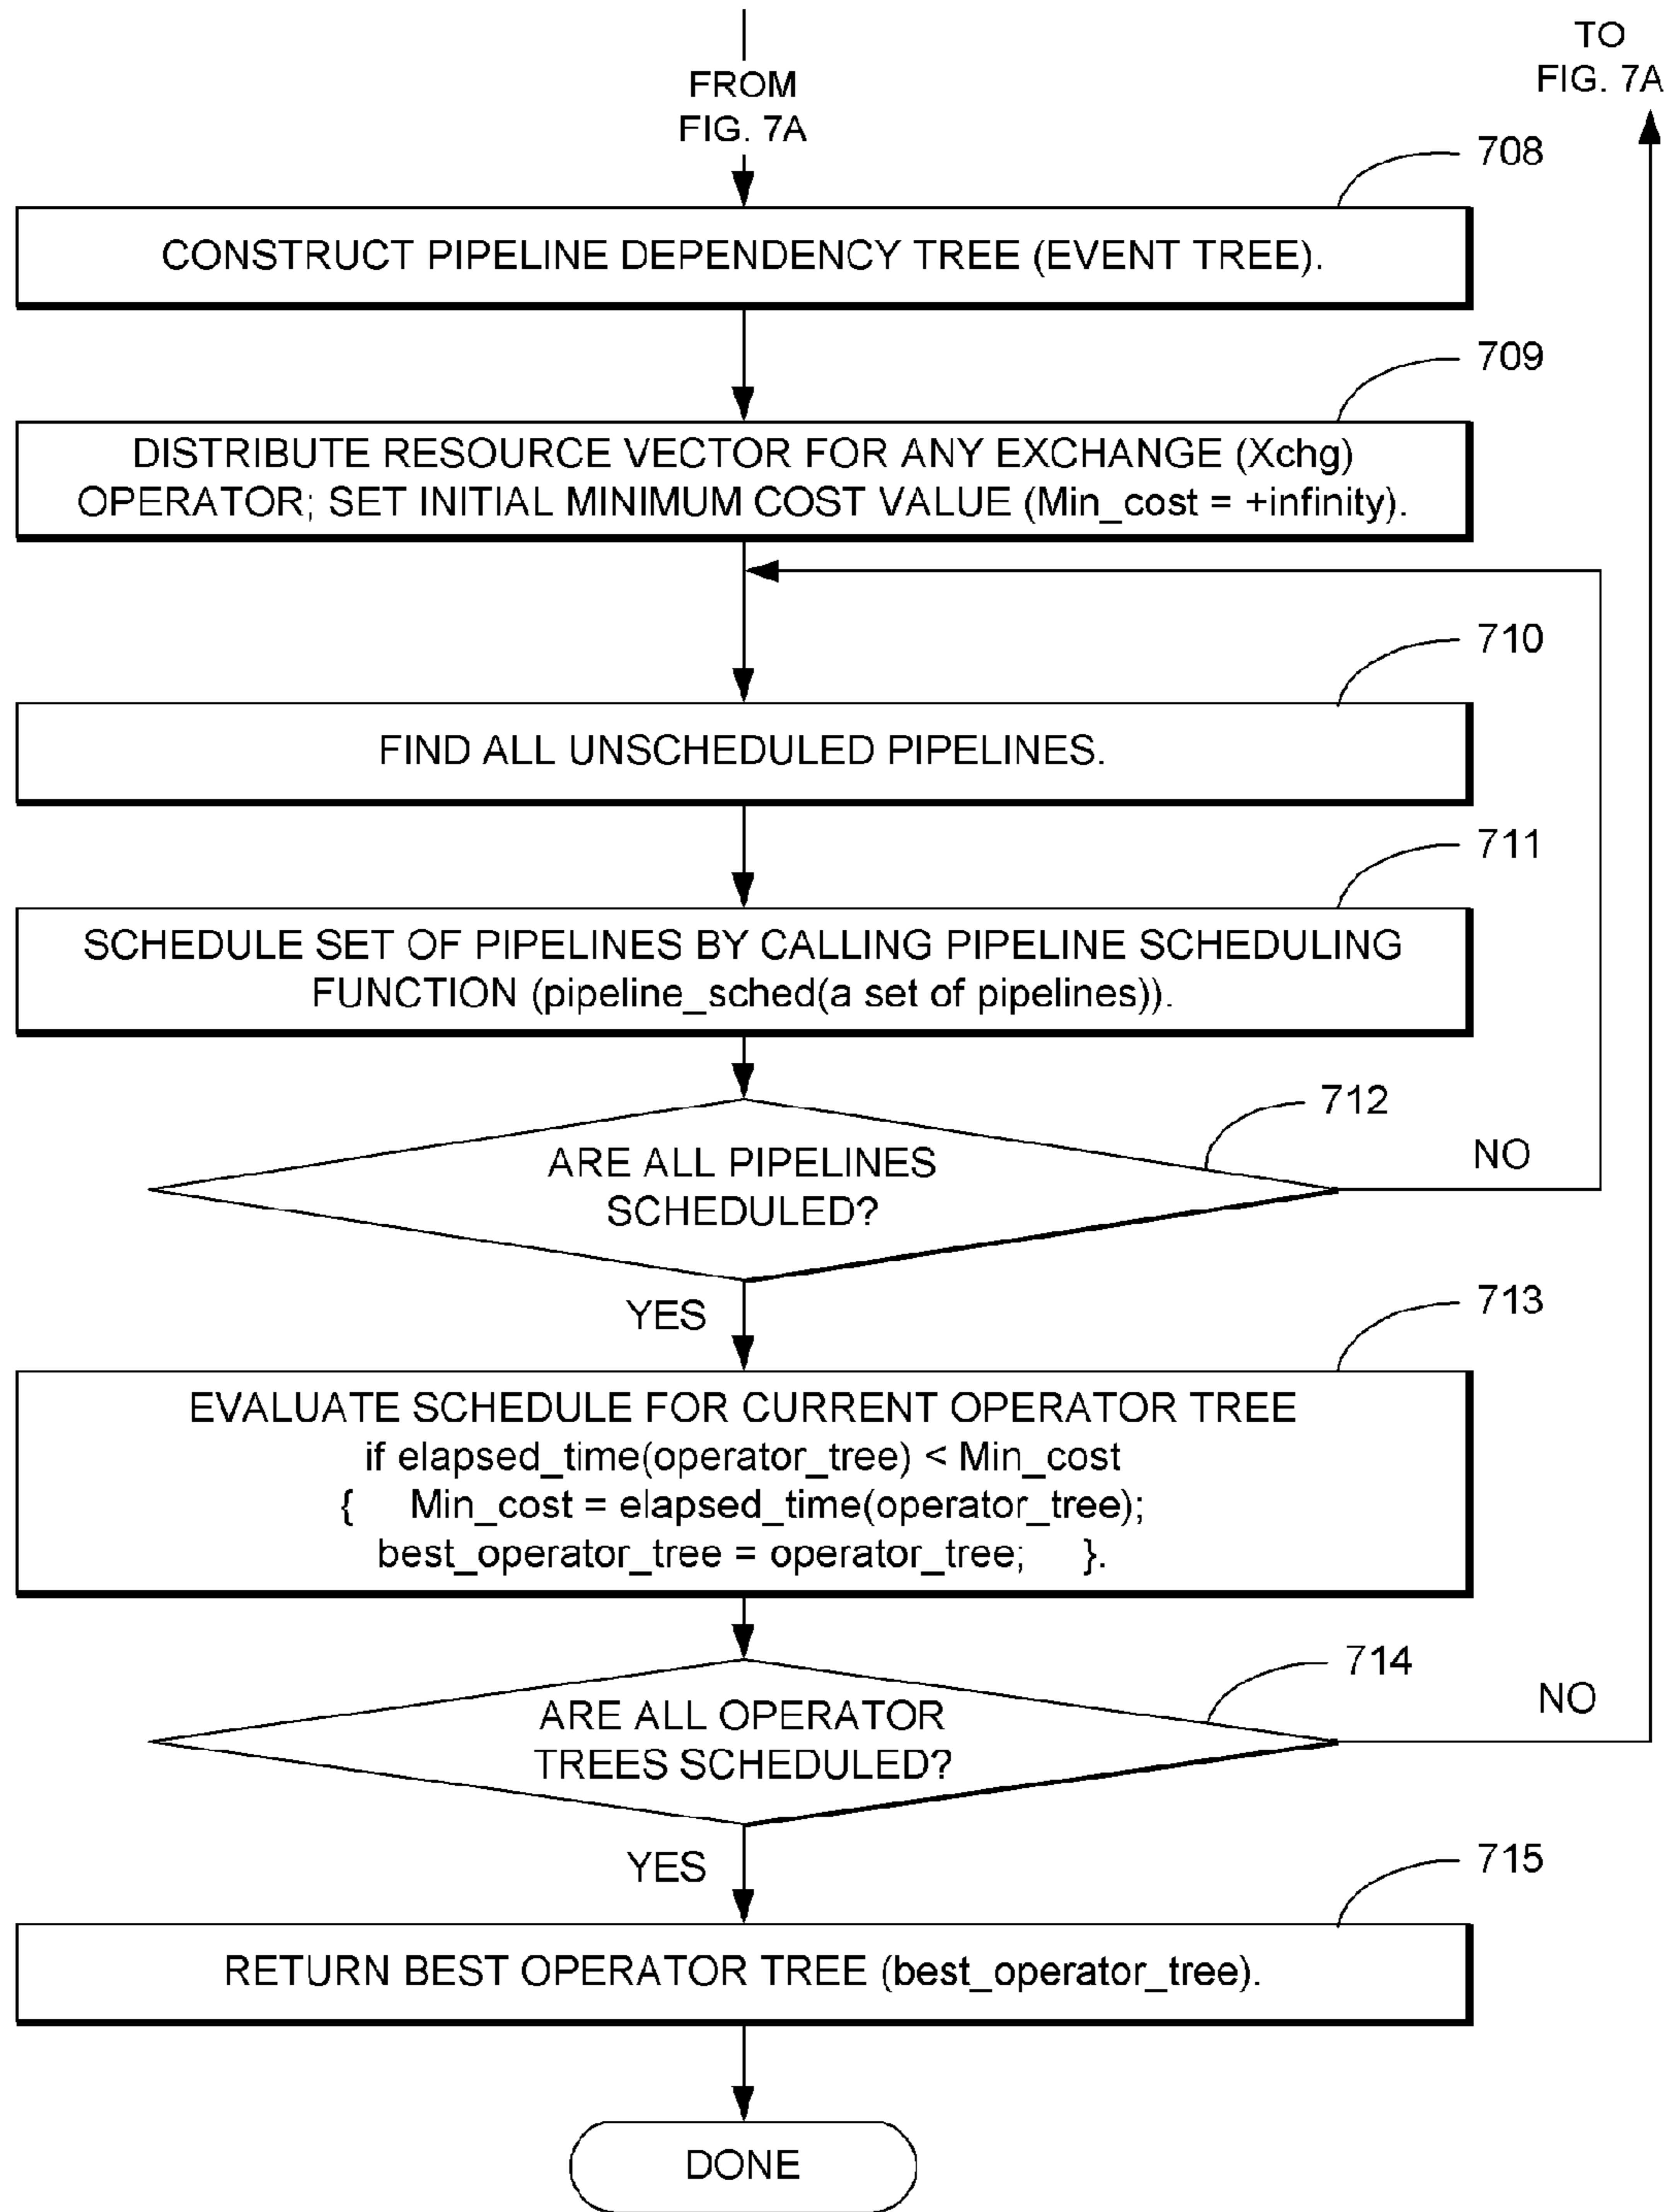 FROM
FIG. 7A
TO
FIG. 7A
708
CONSTRUCT PIPELINE DEPENDENCY TREE (EVENT TREE).
709
DISTRIBUTE RESOURCE VECTOR FOR ANY EXCHANGE (Xchg)
OPERATOR; SET INITIAL MINIMUM COST VALUE (Min_cost = +infinity).
710
FIND ALL UNSCHEDULED PIPELINES.
711
SCHEDULE SET OF PIPELINES BY CALLING PIPELINE SCHEDULING
FUNCTION (pipeline_sched(a set of pipelines)).
712
ARE ALL PIPELINES
SCHEDULED?
NO
YES
713
EVALUATE SCHEDULE FOR CURRENT OPERATOR TREE
if elapsed_time(operator_tree) < Min_cost
{ Min_cost = elapsed_time(operator_tree);
best_operator_tree = operator_tree; }.
714
ARE ALL OPERATOR
TREES SCHEDULED?
NO
YES
715
RETURN BEST OPERATOR TREE (best_operator_tree).
DONE